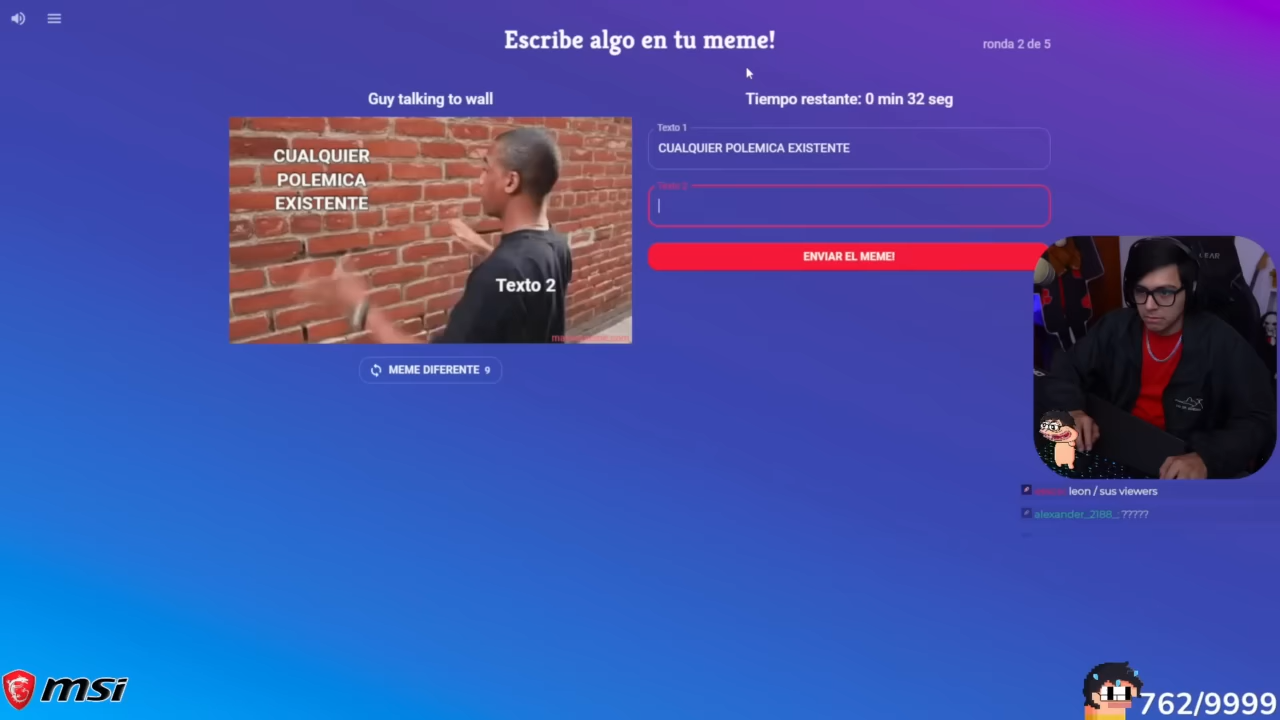 Escribe algo en tu meme!
ronda 2 de 5
Guy talking to wall
Tiempo restante: 0 min 32 seg
Texto 1
CUALQUIER POLEMICA EXISTENTE
CUALQUIER
POLEMICA
EXISTENTE
Texto 2
Texto 2
ENVIAR EL MEME!
MEME DIFERENTE 9
leon / sus viewers
alexander_2188_: ?????
msi
762/9999